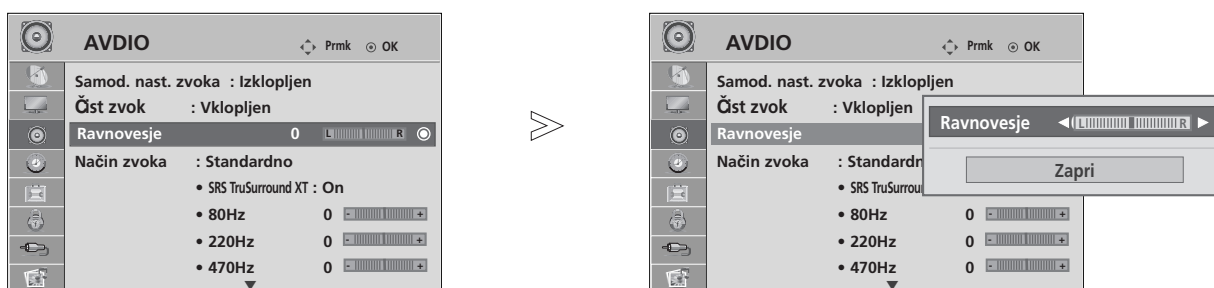 AVDIO Prmk OK
Samod. nast. zvoka : Izklopljen
Čist zvok : Vklopljen
Ravnovesje 0 L R
Način zvoka : Standardno
• SRS TruSurround XT : On
• 80Hz 0 - +
• 220Hz 0 - +
• 470Hz 0 - +
AVDIO Prmk OK
Samod. nast. zvoka : Izklopljen
Čist zvok : Vklopljen
Ravnovesje
Način zvoka : Standardn
• SRS TruSurrou
• 80Hz 0 - +
• 220Hz 0 - +
• 470Hz 0 - +
Ravnovesje L R
Zapri